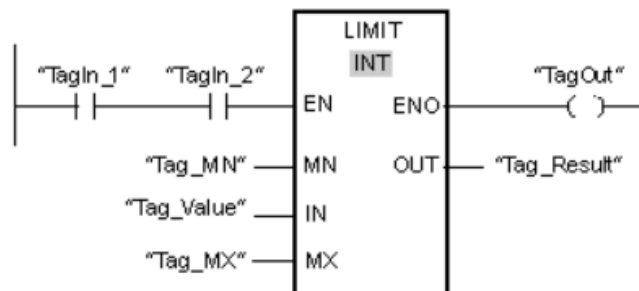 LIMIT
INT
"TagIn_1" "TagIn_2" "TagOut"
EN ENO
"Tag_MN" MN OUT "Tag_Result"
"Tag_Value" IN
"Tag_MX" MX